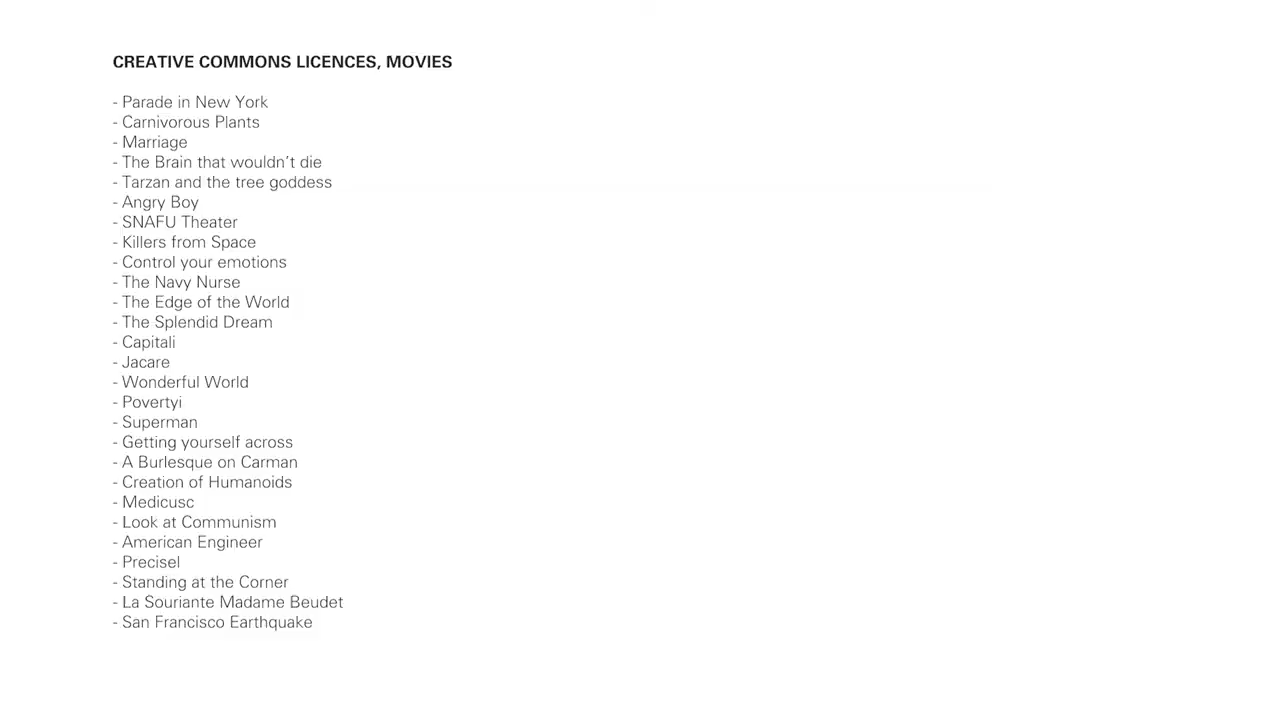 CREATIVE COMMONS LICENCES, MOVIES
- Parade in New York
- Carnivorous Plants
- Marriage
- The Brain that wouldn’t die
- Tarzan and the tree goddess
- Angry Boy
- SNAFU Theater
- Killers from Space
- Control your emotions
- The Navy Nurse
- The Edge of the World
- The Splendid Dream
- Capitali
- Jacare
- Wonderful World
- Povertyi
- Superman
- Getting yourself across
- A Burlesque on Carman
- Creation of Humanoids
- Medicusc
- Look at Communism
- American Engineer
- Precisel
- Standing at the Corner
- La Souriante Madame Beudet
- San Francisco Earthquake